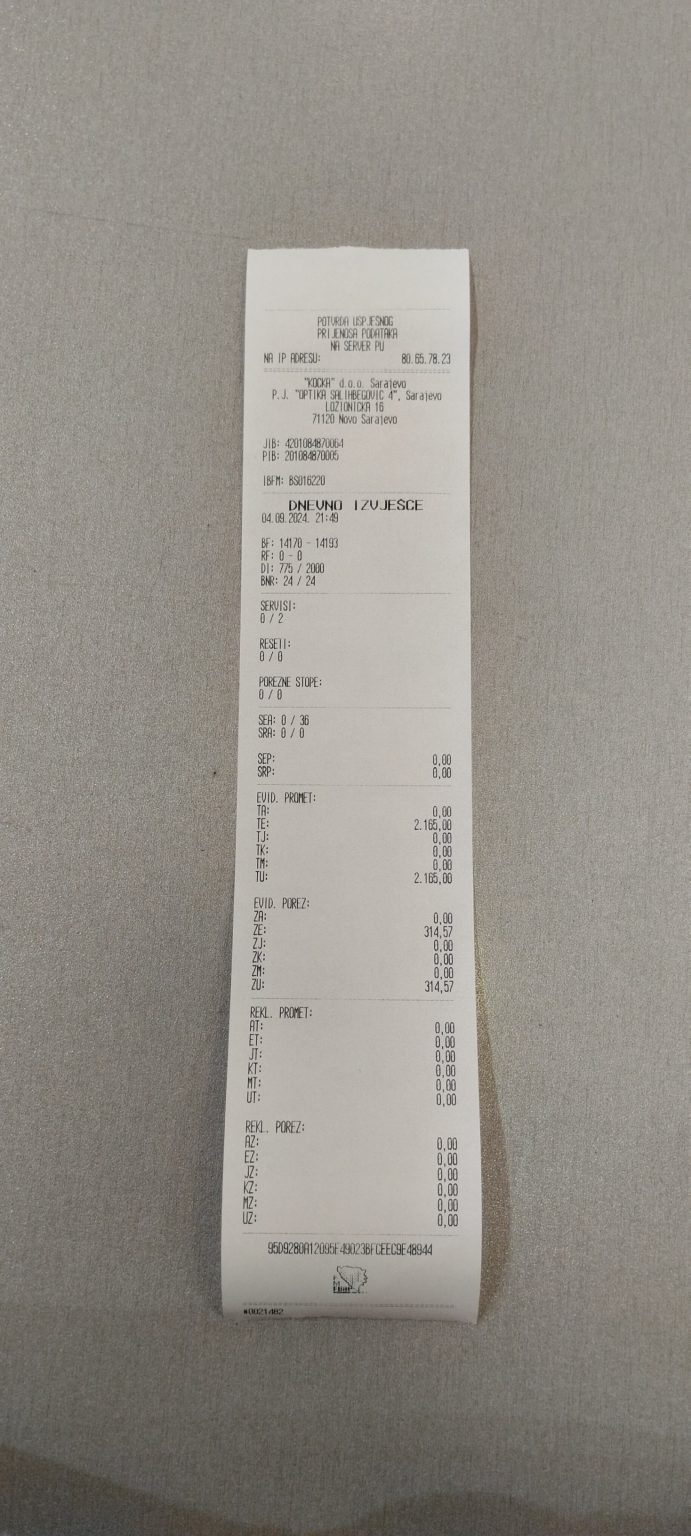 POTVRDA USPJEŠNOG
PRIJENOSA PODATAKA
NA SERVER PU
NA IP ADRESU: 80.65.78.23
"KOCKA" d.o.o. Sarajevo
P.J. "OPTIKA SALIHBEGOVIC 4", Sarajevo
LOZIONICKA 16
71120 Novo Sarajevo
JIB: 4201084870064
PIB: 201084870005
IBFM: BS016220
DNEVNO IZVJEŠĆE
04.09.2024. 21:49
BF: 14170 - 14193
RF: 0 - 0
DI: 775 / 2000
BNR: 24 / 24
SERVISI:
0 / 2
RESETI:
0 / 0
POREZNE STOPE:
0 / 0
SEA: 0 / 36
SRA: 0 / 0
SEP: 0,00
SRP: 0,00
EVID. PROMET:
TA: 0,00
TE: 2.165,00
TJ: 0,00
TK: 0,00
TM: 0,00
TU: 2.165,00
EVID. POREZ:
ZA: 0,00
ZE: 314,57
ZJ: 0,00
ZK: 0,00
ZM: 0,00
ZU: 314,57
REKL. PROMET:
AT: 0,00
ET: 0,00
JT: 0,00
KT: 0,00
MT: 0,00
UT: 0,00
REKL. POREZ:
AZ: 0,00
EZ: 0,00
JZ: 0,00
KZ: 0,00
MZ: 0,00
UZ: 0,00
95D9280A12095E49023BFCEEC9E48944
#0021482